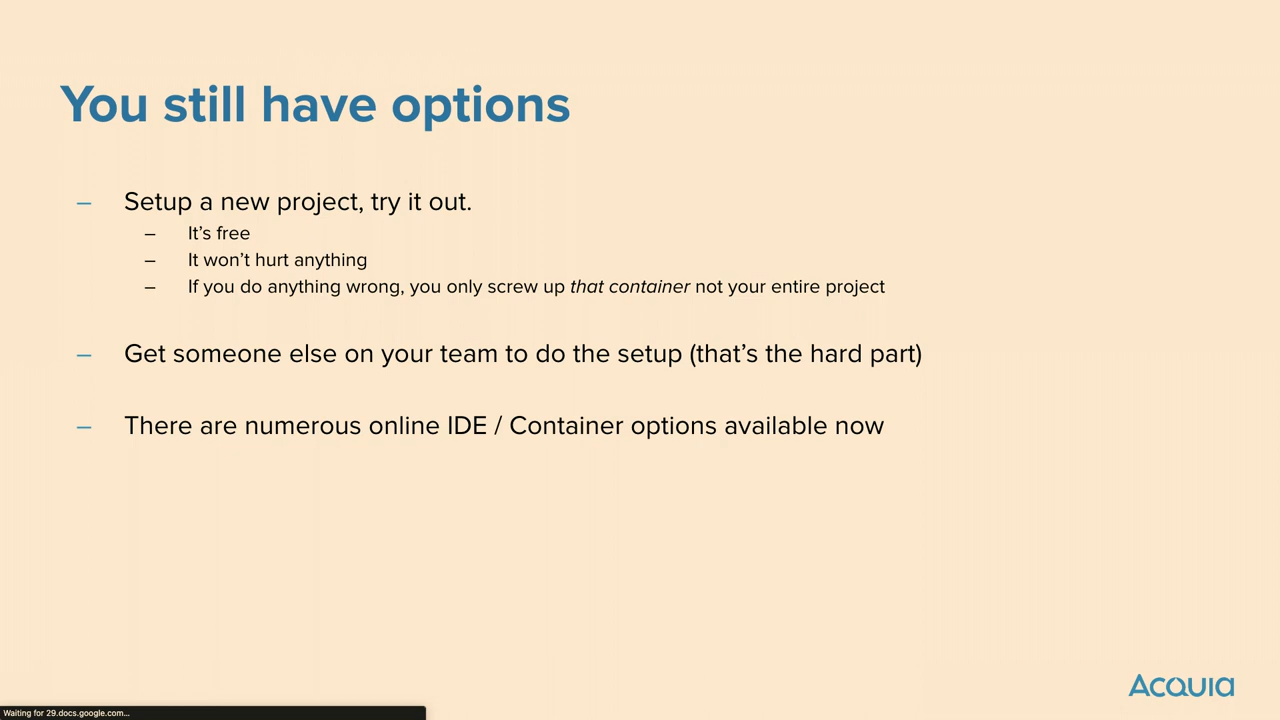 You still have options
– Setup a new project, try it out.
– It’s free
– It won’t hurt anything
– If you do anything wrong, you only screw up that container not your entire project
– Get someone else on your team to do the setup (that’s the hard part)
– There are numerous online IDE / Container options available now
ACQUIA
Waiting for 29.docs.google.com...